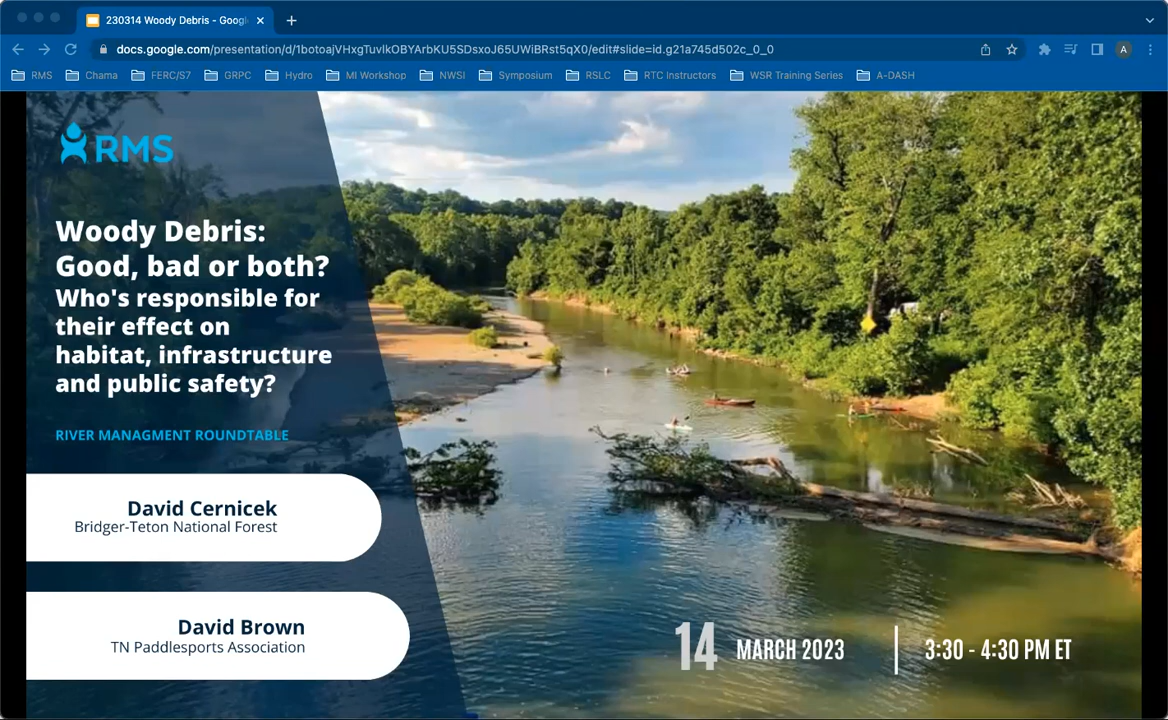 230314 Woody Debris - Googl
docs.google.com/presentation/d/1botoajVHxgTuvlkOBYArbKU5SDsxoJ65UWiBRst5qX0/edit#slide=id.g21a745d502c_0_0
A
RMS Chama FERC/S7 GRPC Hydro MI Workshop NWSI Symposium RSLC RTC Instructors WSR Training Series A-DASH
RMS
Woody Debris:
Good, bad or both?
Who's responsible for
their effect on
habitat, infrastructure
and public safety?
RIVER MANAGMENT ROUNDTABLE
David Cernicek
Bridger-Teton National Forest
David Brown
TN Paddlesports Association
14 MARCH 2023 3:30 - 4:30 PM ET